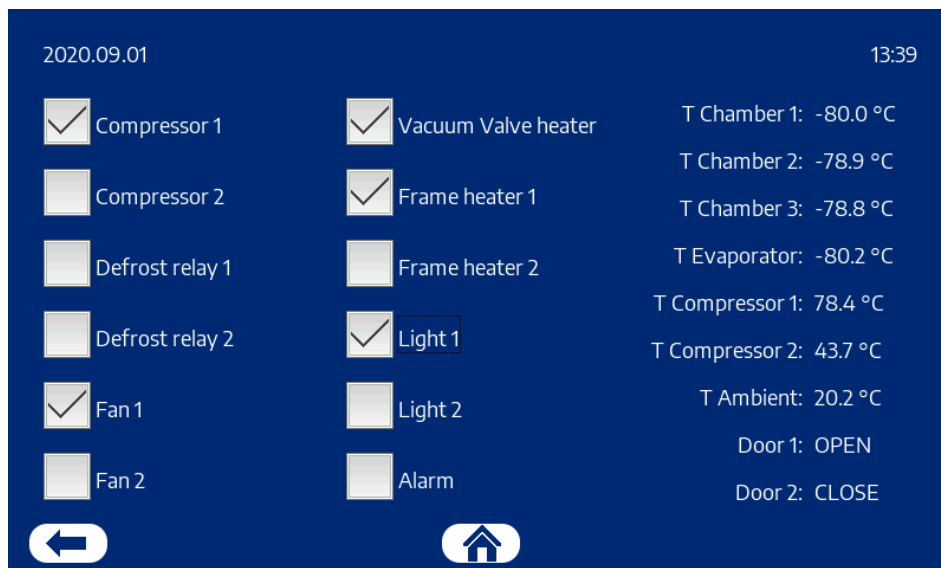 2020.09.01 13:39
Compressor 1 Vacuum Valve heater T Chamber 1: -80.0 °C
T Chamber 2: -78.9 °C
Compressor 2 Frame heater 1 T Chamber 3: -78.8 °C
T Evaporator: -80.2 °C
Defrost relay 1 Frame heater 2
T Compressor 1: 78.4 °C
Defrost relay 2 Light 1 T Compressor 2: 43.7 °C
T Ambient: 20.2 °C
Fan 1 Light 2
Door 1: OPEN
Fan 2 Alarm Door 2: CLOSE